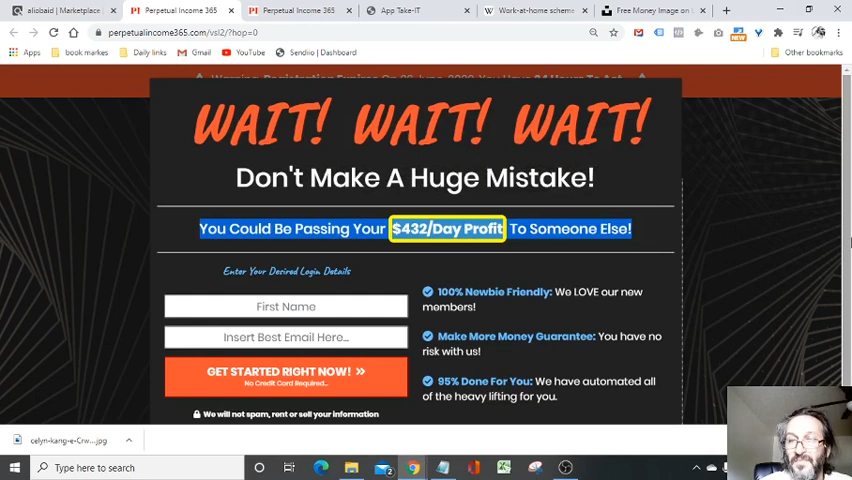 aliobaid | Marketplace
Perpetual Income 365
Perpetual Income 365
App Take-IT
Work-at-home scheme
Free Money Image on U
perpetualincome365.com/vsl2/?hop=0
Apps
book markes
Daily links
Gmail
YouTube
Sendiio | Dashboard
Other bookmarks
WAIT! WAIT! WAIT!
Don't Make A Huge Mistake!
You Could Be Passing Your $432/Day Profit To Someone Else!
Enter Your Desired Login Details
First Name
Insert Best Email Here...
GET STARTED RIGHT NOW! »
No Credit Card Required...
We will not spam, rent or sell your information
100% Newbie Friendly: We LOVE our new
members!
Make More Money Guarantee: You have no
risk with us!
95% Done For You: We have automated all
of the heavy lifting for you.
celyn-kang-e-Crw....jpg
Type here to search